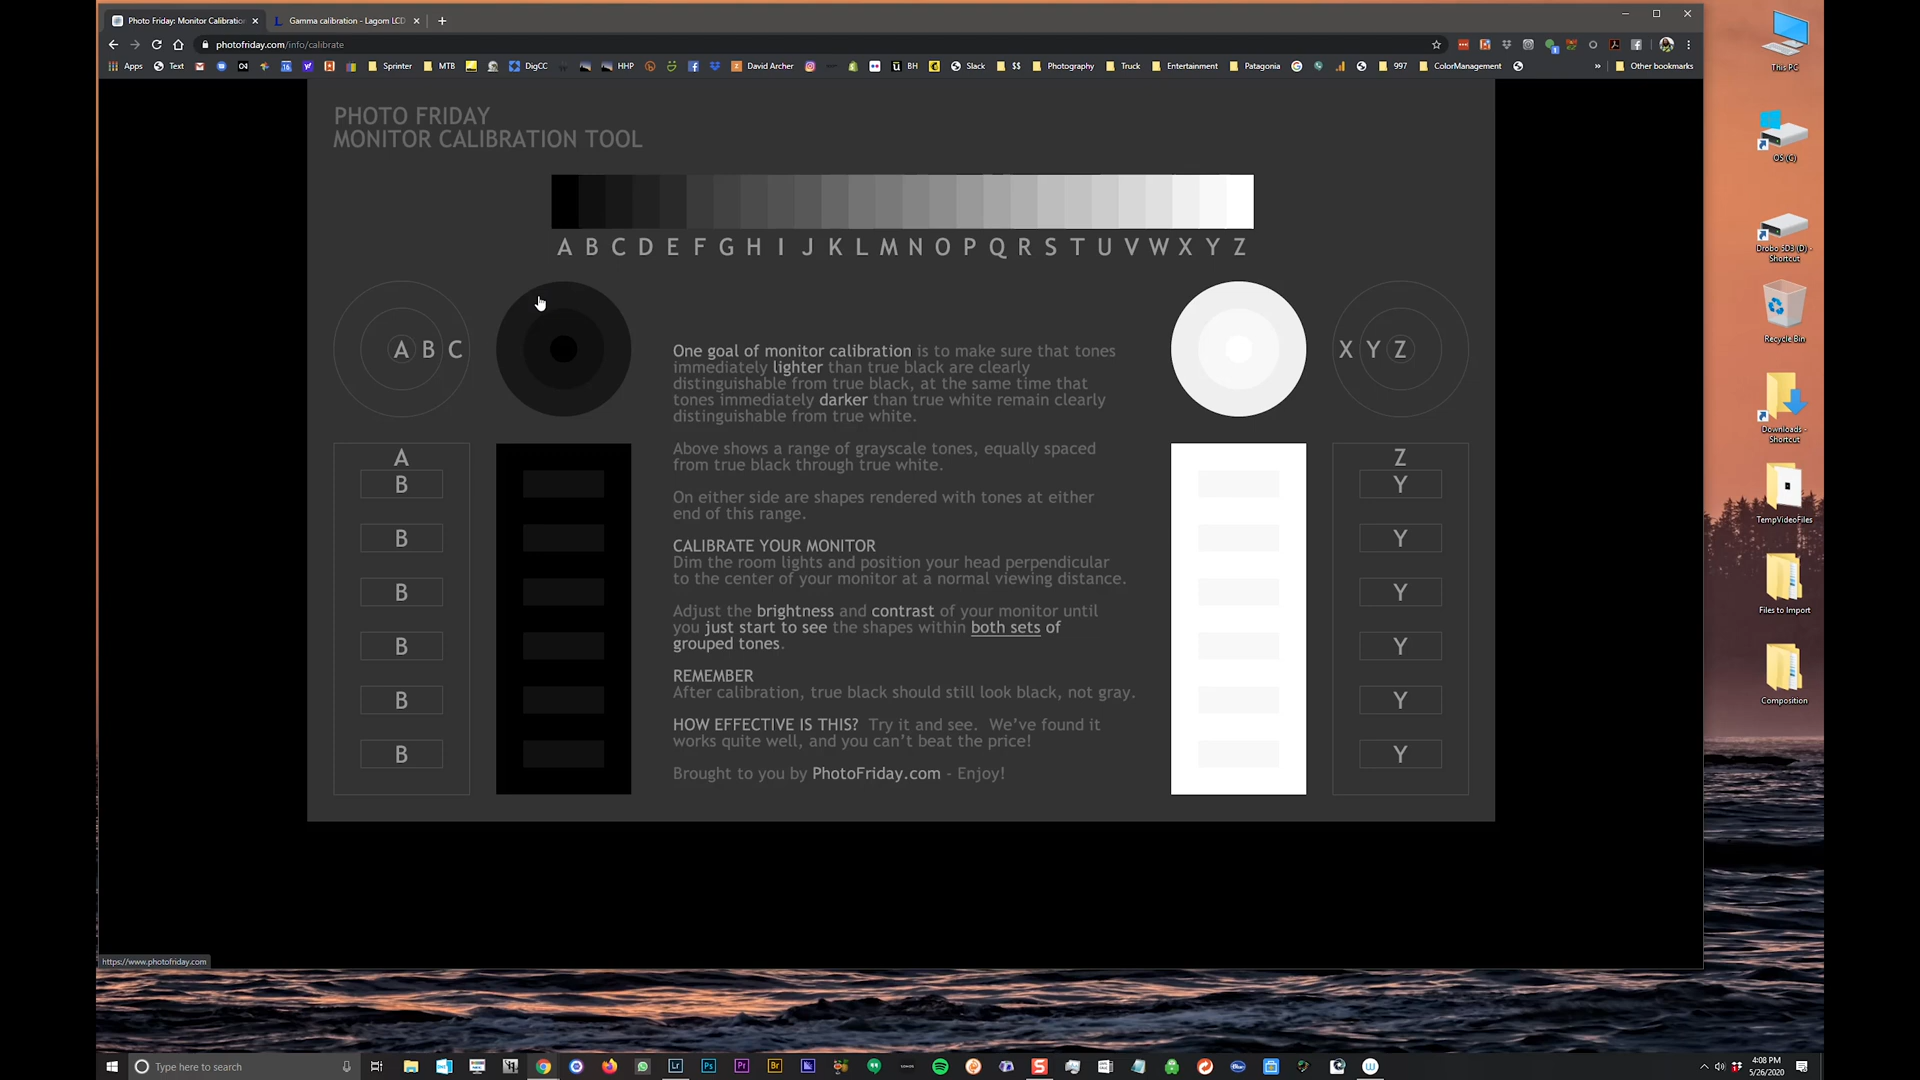 Photo Friday: Monitor Calibration
Gamma calibration - Lagom LCD
photofriday.com/info/calibrate
Apps
Text
Sprinter
MTB
DigCC
HHP
David Archer
BH
Slack
$$
Photography
Truck
Entertainment
Patagonia
997
ColorManagement
»
Other bookmarks
PHOTO FRIDAY
MONITOR CALIBRATION TOOL
A B C D E F G H I J K L M N O P Q R S T U V W X Y Z
A B C
X Y Z
A
B
B
B
B
B
B
One goal of monitor calibration is to make sure that tones
immediately lighter than true black are clearly
distinguishable from true black, at the same time that
tones immediately darker than true white remain clearly
distinguishable from true white.
Above shows a range of grayscale tones, equally spaced
from true black through true white.
On either side are shapes rendered with tones at either
end of this range.
CALIBRATE YOUR MONITOR
Dim the room lights and position your head perpendicular
to the center of your monitor at a normal viewing distance.
Adjust the brightness and contrast of your monitor until
you just start to see the shapes within both sets of
grouped tones.
REMEMBER
After calibration, true black should still look black, not gray.
HOW EFFECTIVE IS THIS? Try it and see. We've found it
works quite well, and you can't beat the price!
Brought to you by PhotoFriday.com - Enjoy!
Z
Y
Y
Y
Y
Y
Y
https://www.photofriday.com
This PC
OS (C)
Drobo 5D3 (D) -
Shortcut
Recycle Bin
Downloads -
Shortcut
TempVideoFiles
Files to Import
Composition
Type here to search
Lr
Ps
Pr
Br
4:08 PM
5/26/2020